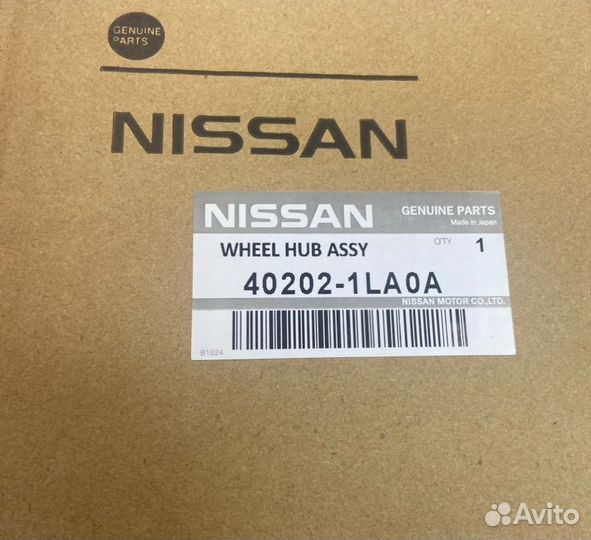 GENUINE
PARTS
NISSAN
NISSAN GENUINE PARTS
Made in Japan
WHEEL HUB ASSY Q'TY 1
40202-1LA0A
NISSAN MOTOR CO.,LTD.
B1024
Avito